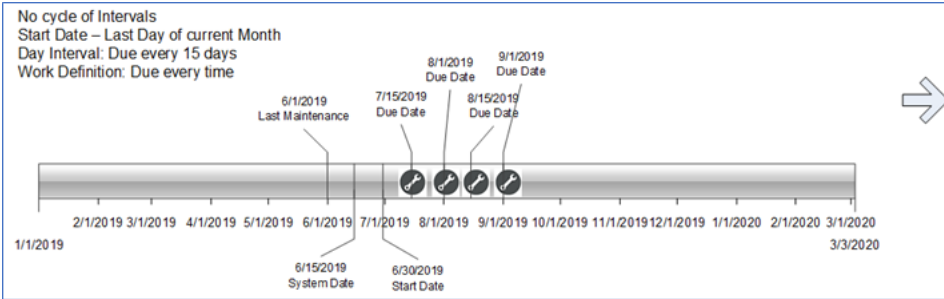 No cycle of Intervals
Start Date – Last Day of current Month
Day Interval: Due every 15 days
Work Definition: Due every time
6/1/2019
Last Maintenance
7/15/2019
Due Date
8/1/2019
Due Date
8/15/2019
Due Date
9/1/2019
Due Date
2/1/2019 3/1/2019 4/1/2019 5/1/2019 6/1/2019 7/1/2019 8/1/2019 9/1/2019 10/1/2019 11/1/2019 12/1/2019 1/1/2020 2/1/2020 3/1/2020
1/1/2019 3/3/2020
6/15/2019
System Date
6/30/2019
Start Date